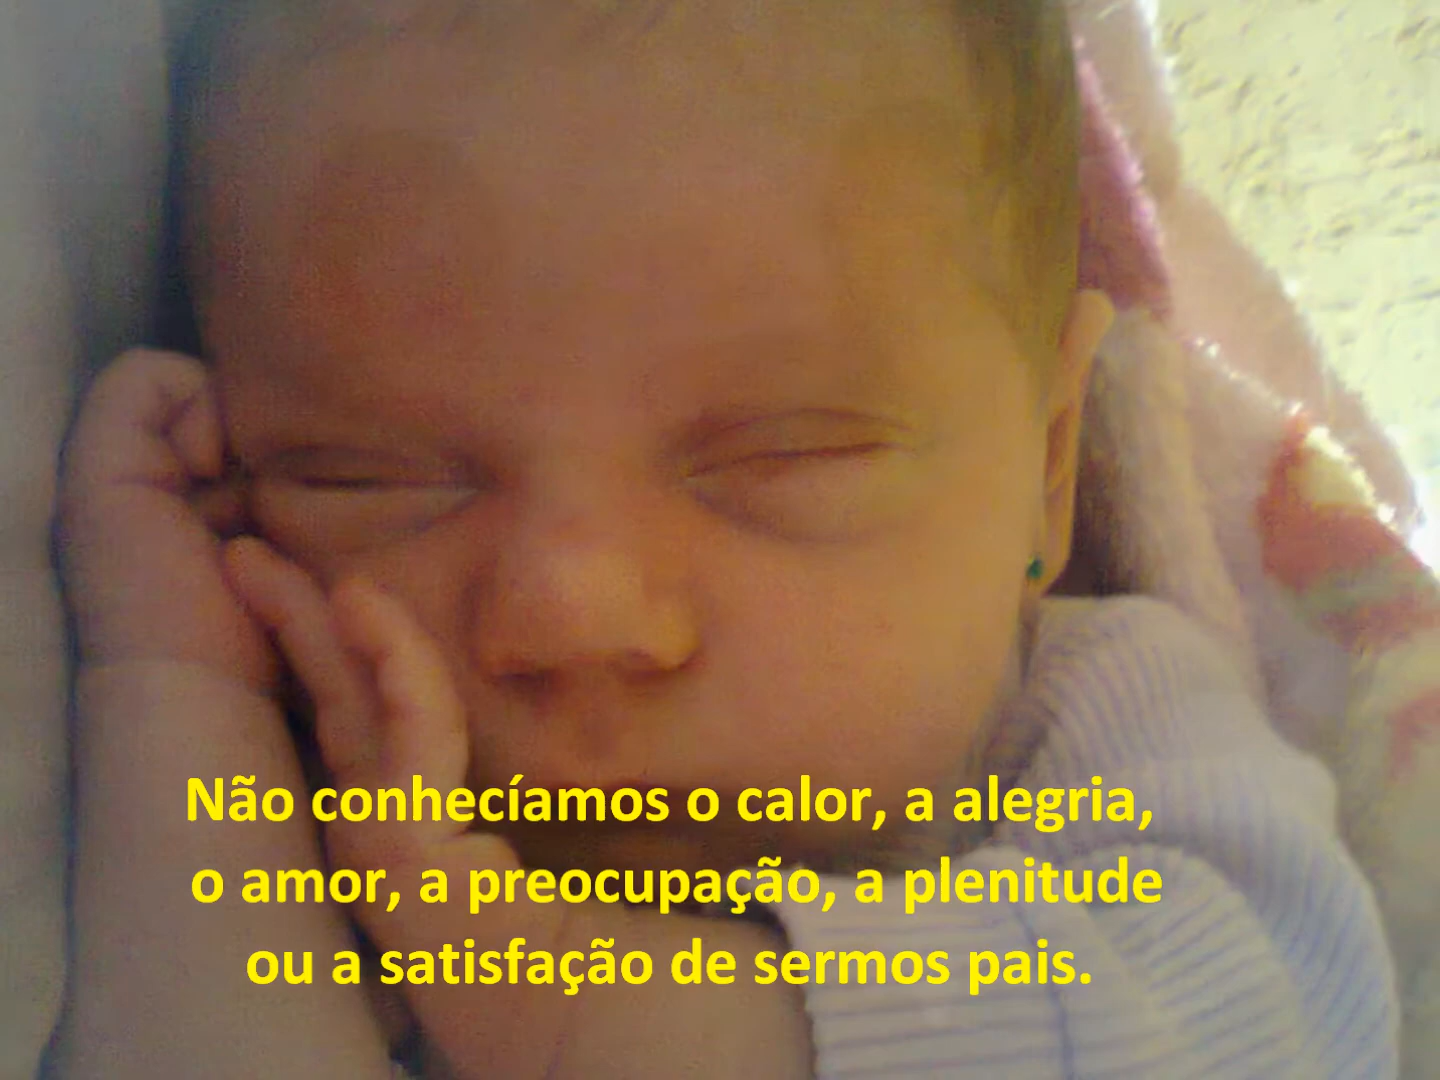 Não conhecíamos o calor, a alegria,
o amor, a preocupação, a plenitude
ou a satisfação de sermos pais.